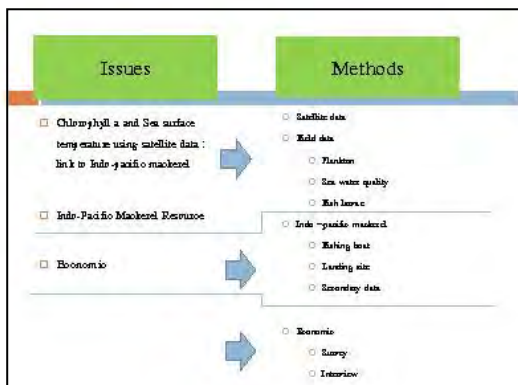 Issues
Chlorophyll a and Sea surface
temperature using satellite data :
link to Indo-pacific mackerel
Indo-Pacific Mackerel Resource
Economic
Methods
Satellite data
Field data
Plankton
Sea water quality
Fish larvae
Indo-pacific mackerel
Fishing boat
Landing site
Secondary data
Economic
Survey
Interview